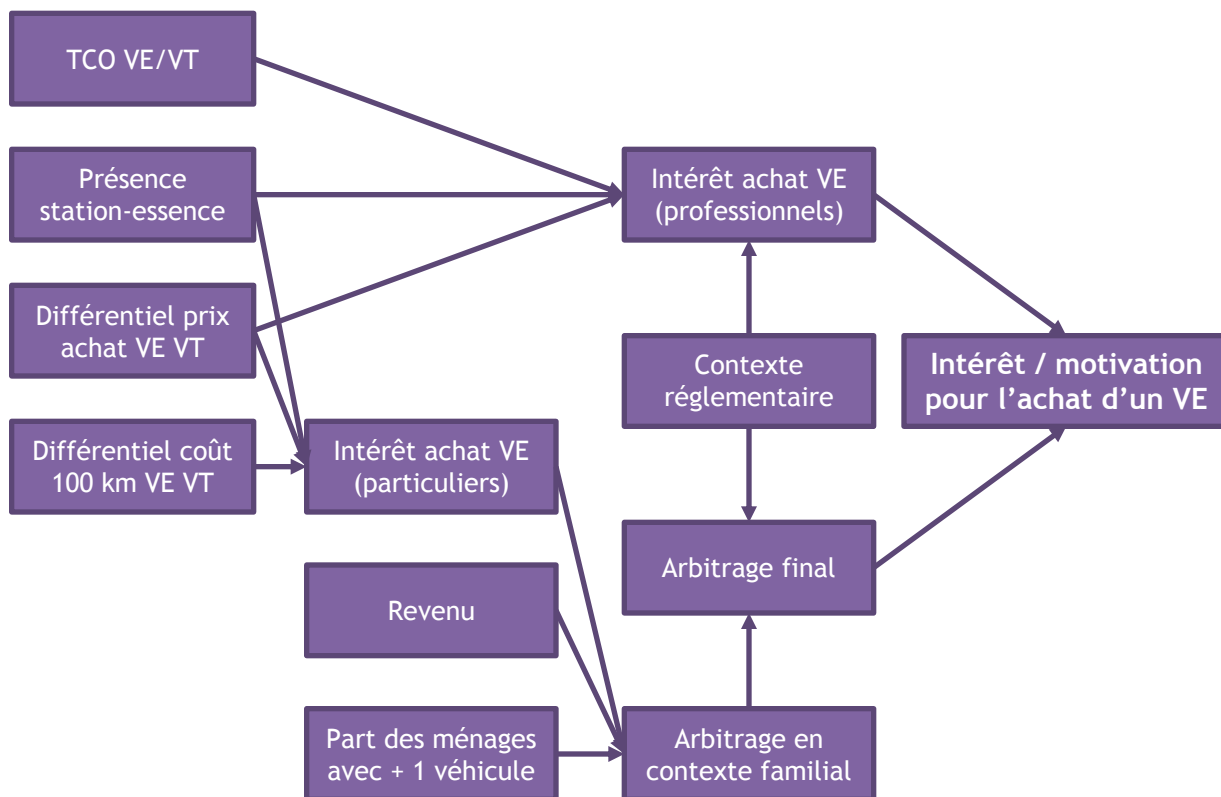 TCO VE/VT
Présence
station-essence
Intérêt achat VE
(professionnels)
Différentiel prix
achat VE VT
Contexte
réglementaire
Intérêt / motivation
pour l'achat d'un VE
Différentiel coût
100 km VE VT
Intérêt achat VE
(particuliers)
Arbitrage final
Revenu
Part des ménages
avec + 1 véhicule
Arbitrage en
contexte familial